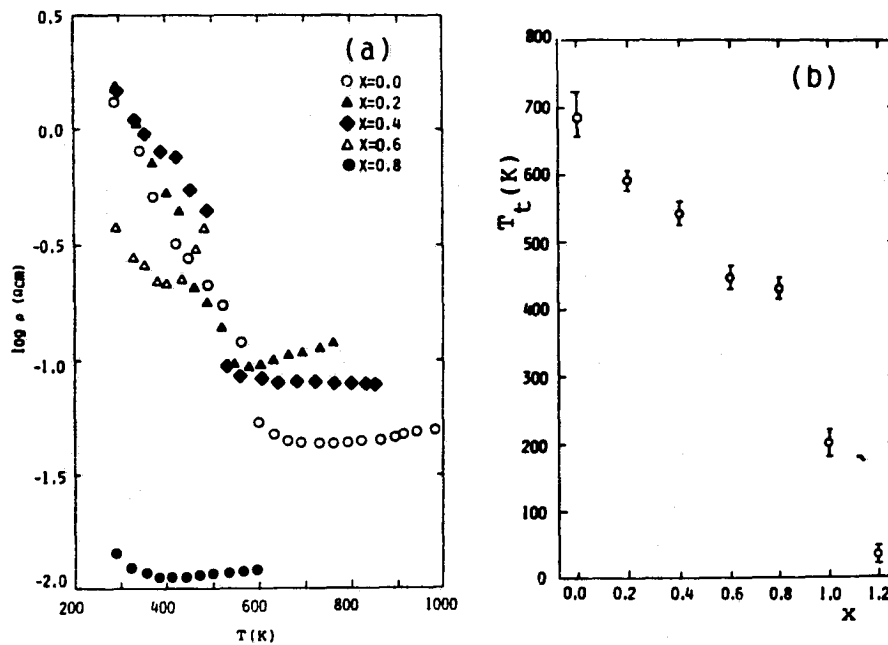 (a)
○ X=0.0
▲ X=0.2
◆ X=0.4
△ X=0.6
● X=0.8
0.5
0.0
-0.5
-1.0
-1.5
-2.0
log ρ (Ωcm)
200
400
600
800
1000
T(K)
(b)
800
700
600
500
400
300
200
100
0
Tt(K)
0.0
0.2
0.4
0.6
0.8
1.0
1.2
X